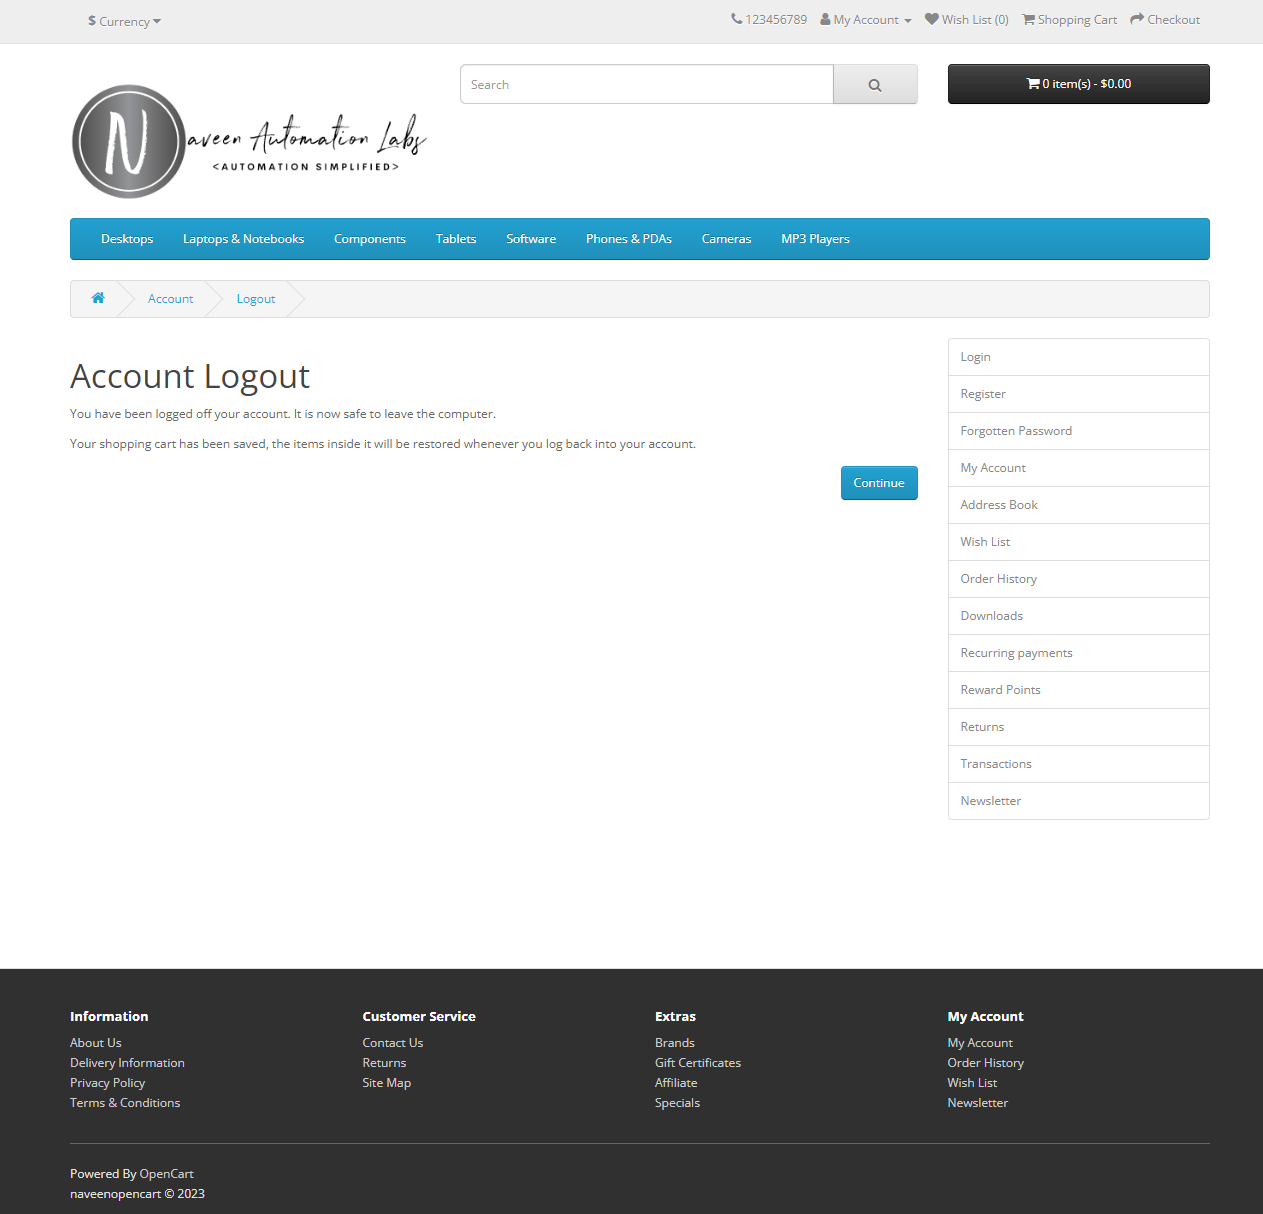 $ Currency
123456789 My Account Wish List (0) Shopping Cart Checkout
Search
0 item(s) - $0.00
N
aveen Automation Labs
<AUTOMATION SIMPLIFIED>
Desktops Laptops & Notebooks Components Tablets Software Phones & PDAs Cameras MP3 Players
Account Logout
Account Logout
You have been logged off your account. It is now safe to leave the computer.
Your shopping cart has been saved, the items inside it will be restored whenever you log back into your account.
Continue
Login
Register
Forgotten Password
My Account
Address Book
Wish List
Order History
Downloads
Recurring payments
Reward Points
Returns
Transactions
Newsletter
Information
About Us
Delivery Information
Privacy Policy
Terms & Conditions
Customer Service
Contact Us
Returns
Site Map
Extras
Brands
Gift Certificates
Affiliate
Specials
My Account
My Account
Order History
Wish List
Newsletter
Powered By OpenCart
naveenopencart © 2023